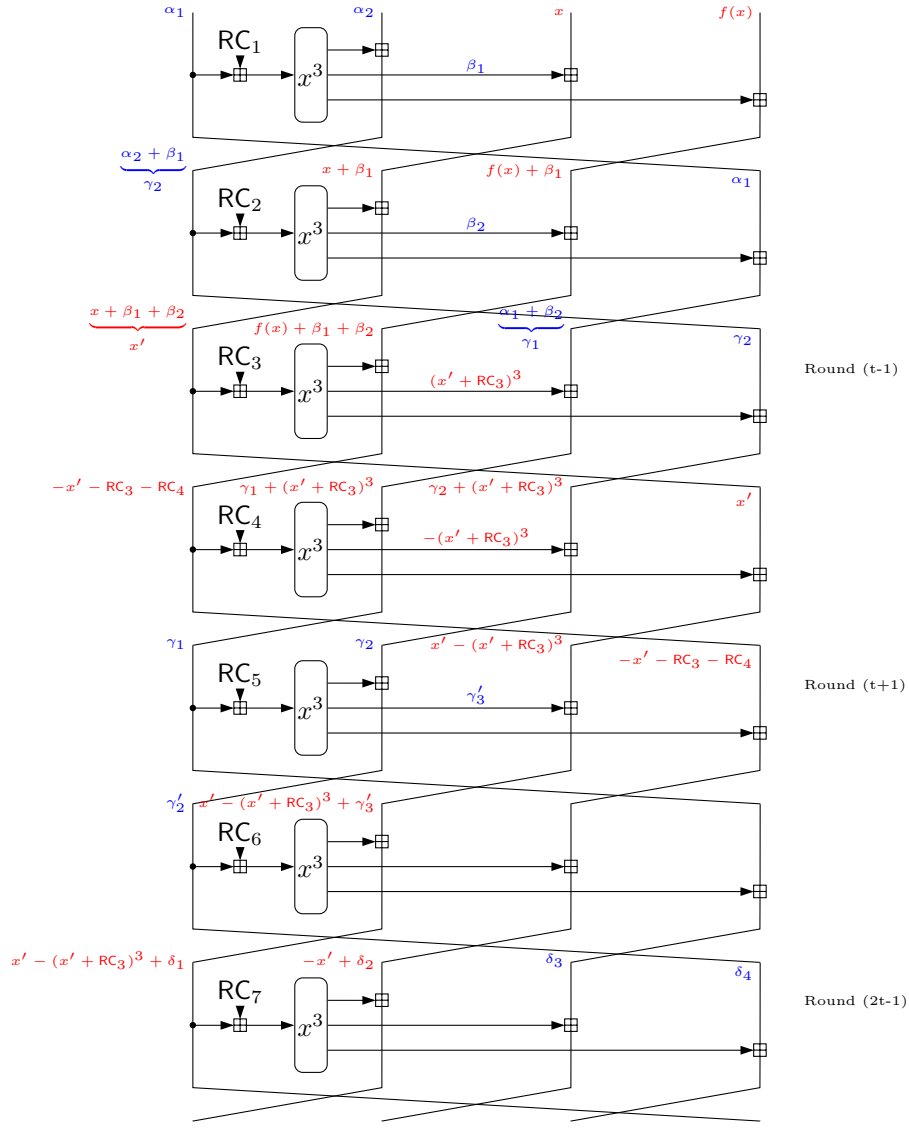 α₁ α₂ x f(x)
RC₁
x³ β₁
α₂ + β₁ x + β₁ f(x) + β₁ α₁
γ₂
RC₂
x³ β₂
x + β₁ + β₂ f(x) + β₁ + β₂ α₁ + β₂ γ₂
x′ γ₁
RC₃ Round (t-1)
x³ (x′ + RC₃)³
−x′ − RC₃ − RC₄ γ₁ + (x′ + RC₃)³ γ₂ + (x′ + RC₃)³ x′
RC₄
x³ −(x′ + RC₃)³
γ₁ γ₂ x′ − (x′ + RC₃)³ −x′ − RC₃ − RC₄
RC₅ Round (t+1)
x³ γ′₃
γ′₂ x′ − (x′ + RC₃)³ + γ′₃
RC₆
x³
x′ − (x′ + RC₃)³ + δ₁ −x′ + δ₂ δ₃ δ₄
RC₇ Round (2t-1)
x³